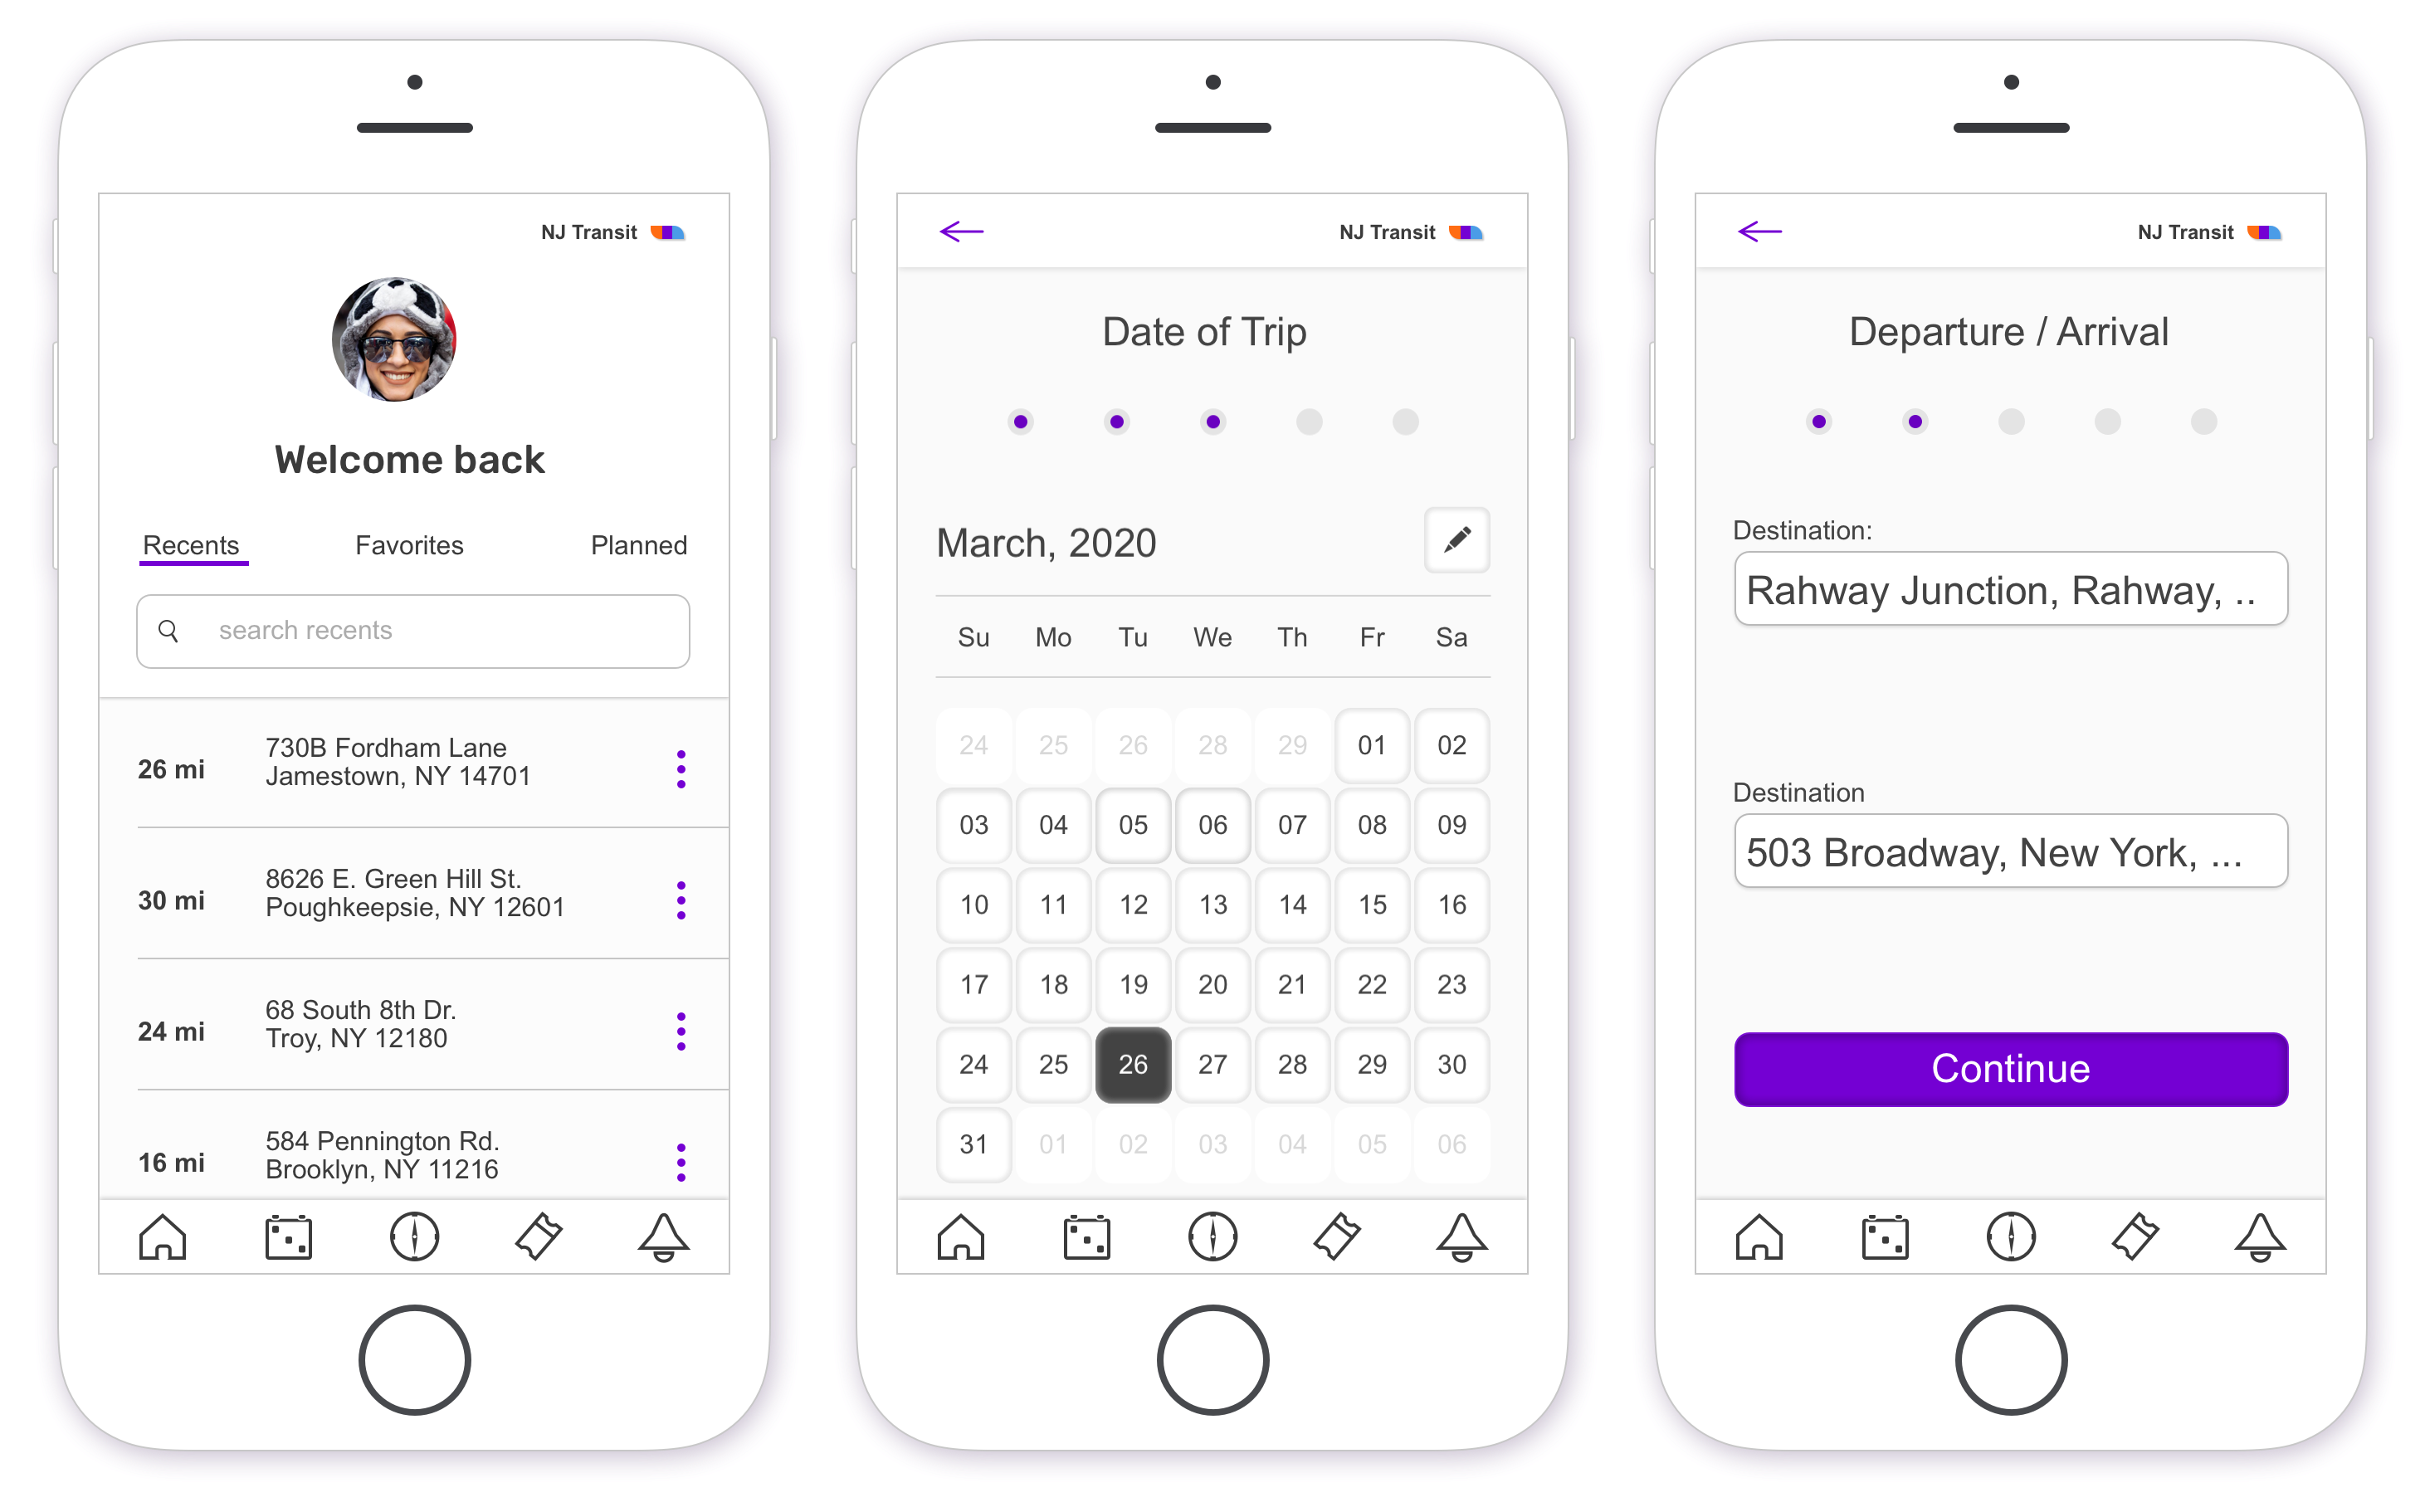 NJ Transit
Welcome back
Recents Favorites Planned
search recents
26 mi
730B Fordham Lane
Jamestown, NY 14701
30 mi
8626 E. Green Hill St.
Poughkeepsie, NY 12601
24 mi
68 South 8th Dr.
Troy, NY 12180
16 mi
584 Pennington Rd.
Brooklyn, NY 11216
NJ Transit
Date of Trip
March, 2020
Su Mo Tu We Th Fr Sa
24 25 26 28 29 01 02
03 04 05 06 07 08 09
10 11 12 13 14 15 16
17 18 19 20 21 22 23
24 25 26 27 28 29 30
31 01 02 03 04 05 06
NJ Transit
Departure / Arrival
Destination:
Rahway Junction, Rahway, ..
Destination
503 Broadway, New York, ...
Continue